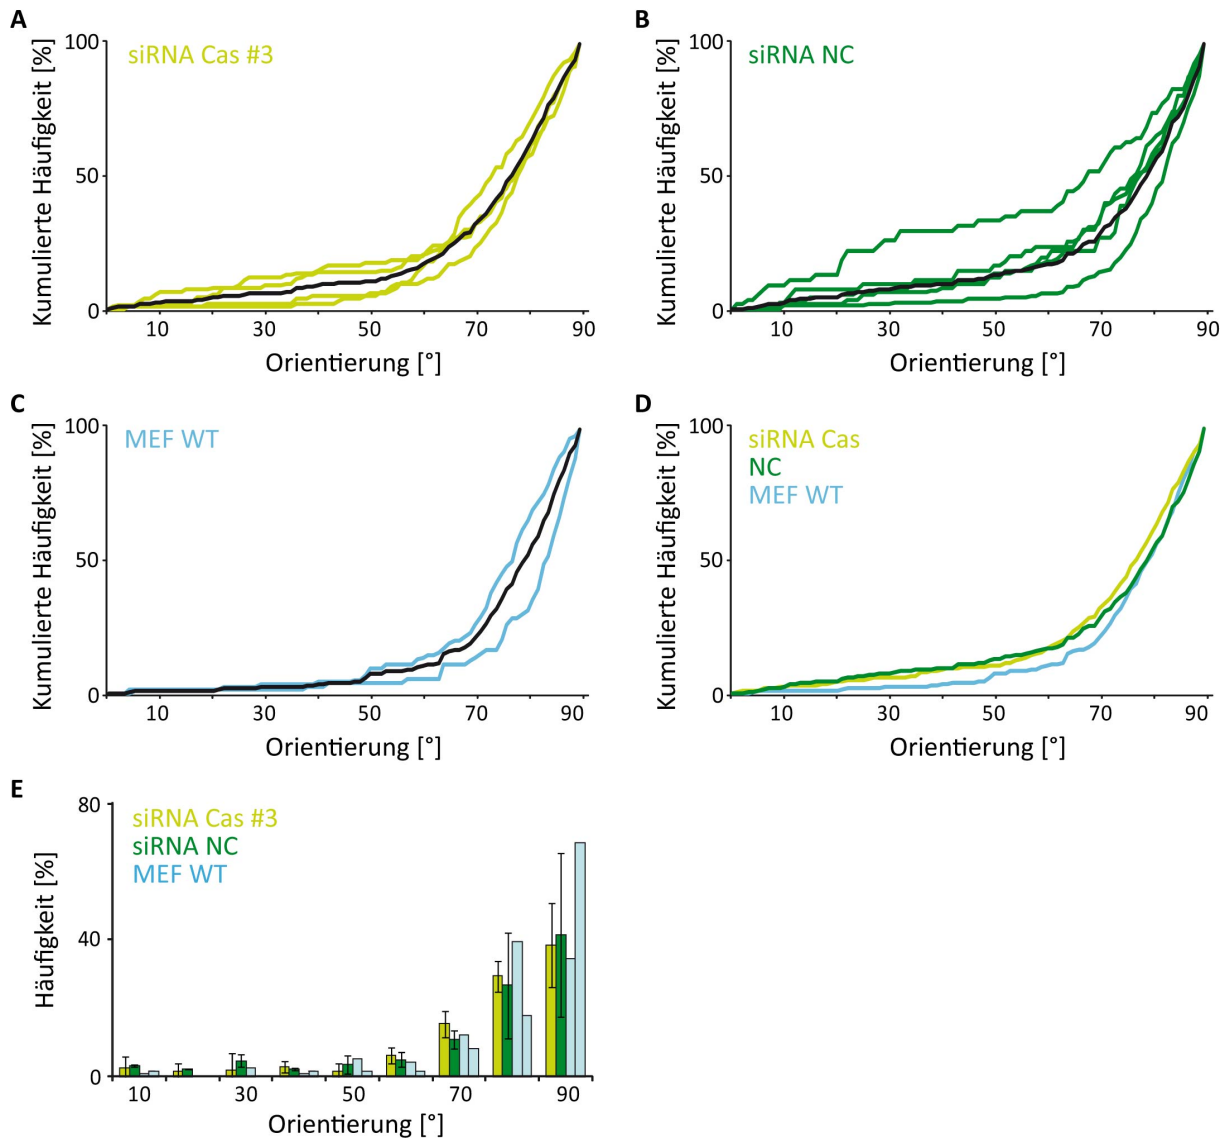 A
siRNA Cas #3
Kumulierte Häufigkeit [%]
100
50
0
10 30 50 70 90
Orientierung [°]
B
siRNA NC
Kumulierte Häufigkeit [%]
100
50
0
10 30 50 70 90
Orientierung [°]
C
MEF WT
Kumulierte Häufigkeit [%]
100
50
0
10 30 50 70 90
Orientierung [°]
D
siRNA Cas
NC
MEF WT
Kumulierte Häufigkeit [%]
100
50
0
10 30 50 70 90
Orientierung [°]
E
siRNA Cas #3
siRNA NC
MEF WT
Häufigkeit [%]
80
40
0
10 30 50 70 90
Orientierung [°]